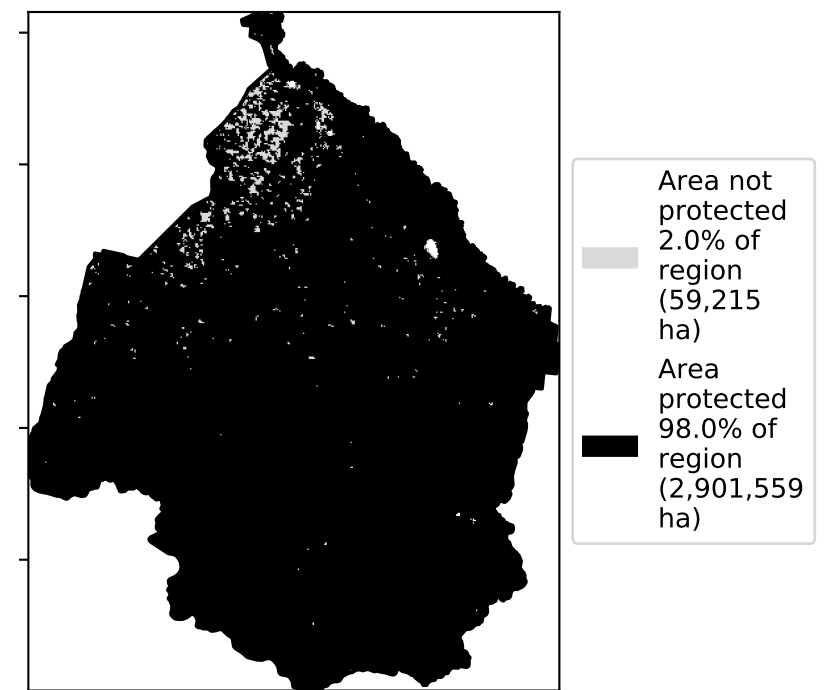 Area not
protected
2.0% of
region
(59,215
ha)
Area
protected
98.0% of
region
(2,901,559
ha)